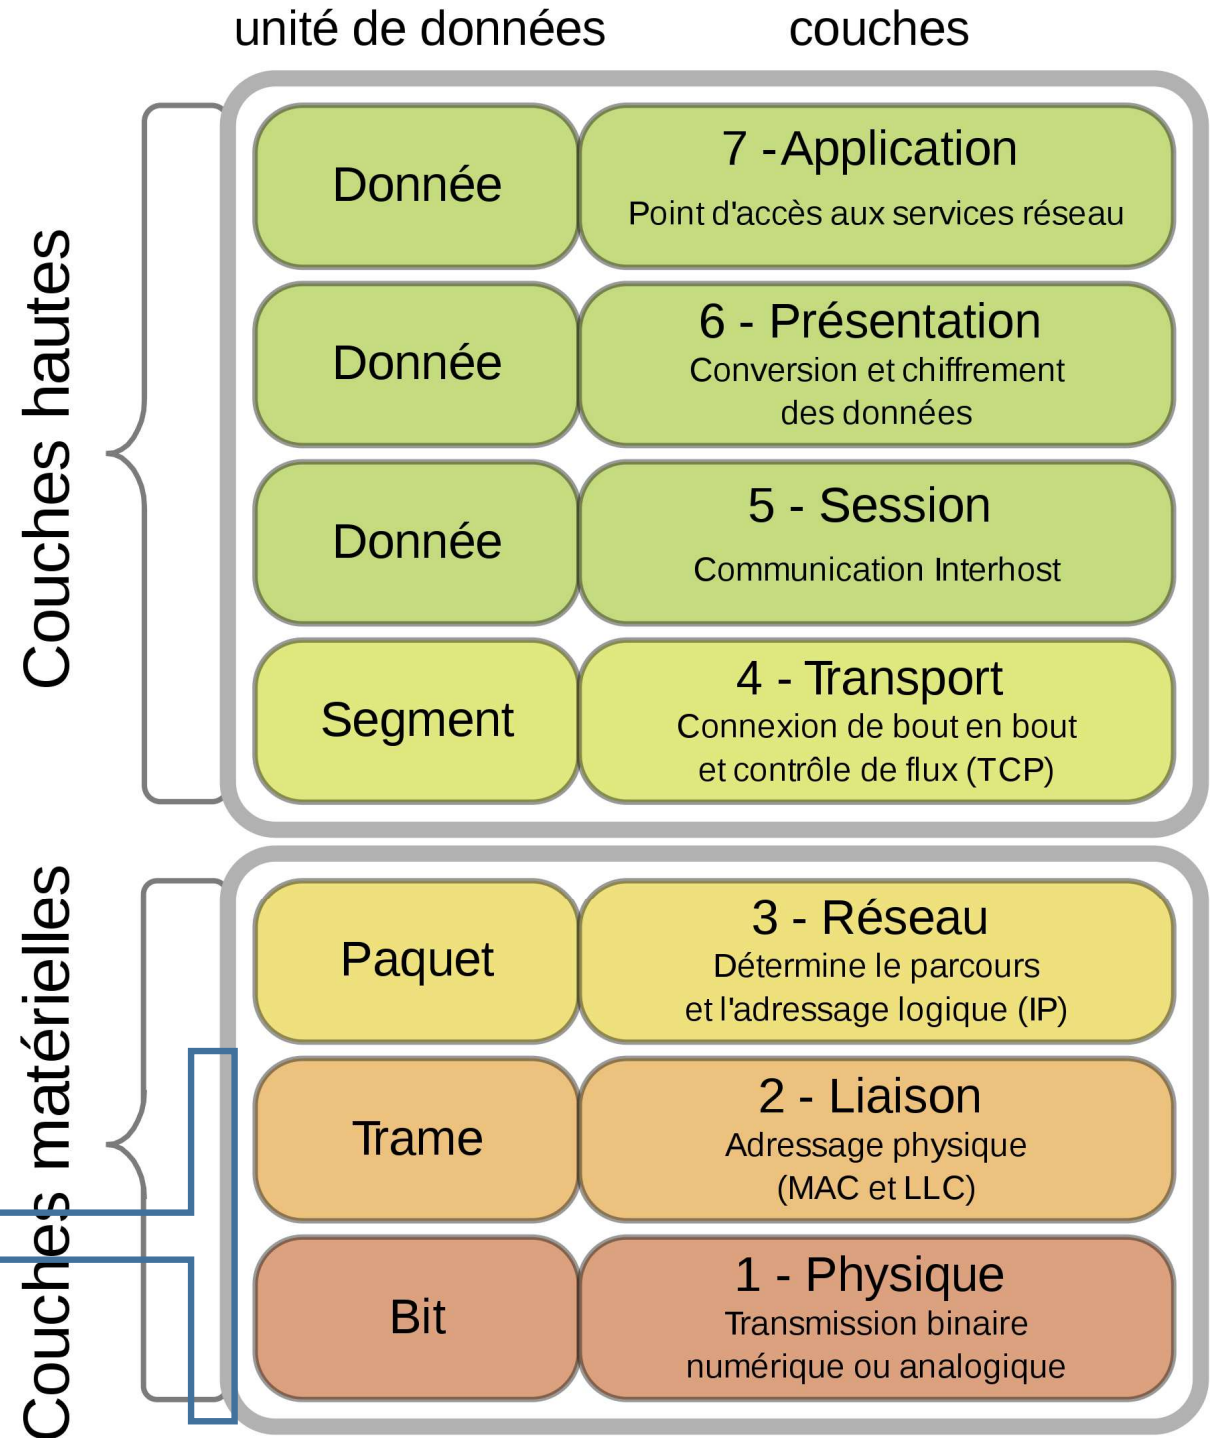 unité de données couches
Couches hautes
Donnée
7 - Application
Point d'accès aux services réseau
Donnée
6 - Présentation
Conversion et chiffrement
des données
Donnée
5 - Session
Communication Interhost
Segment
4 - Transport
Connexion de bout en bout
et contrôle de flux (TCP)
Couches matérielles
Paquet
3 - Réseau
Détermine le parcours
et l'adressage logique (IP)
Trame
2 - Liaison
Adressage physique
(MAC et LLC)
Bit
1 - Physique
Transmission binaire
numérique ou analogique